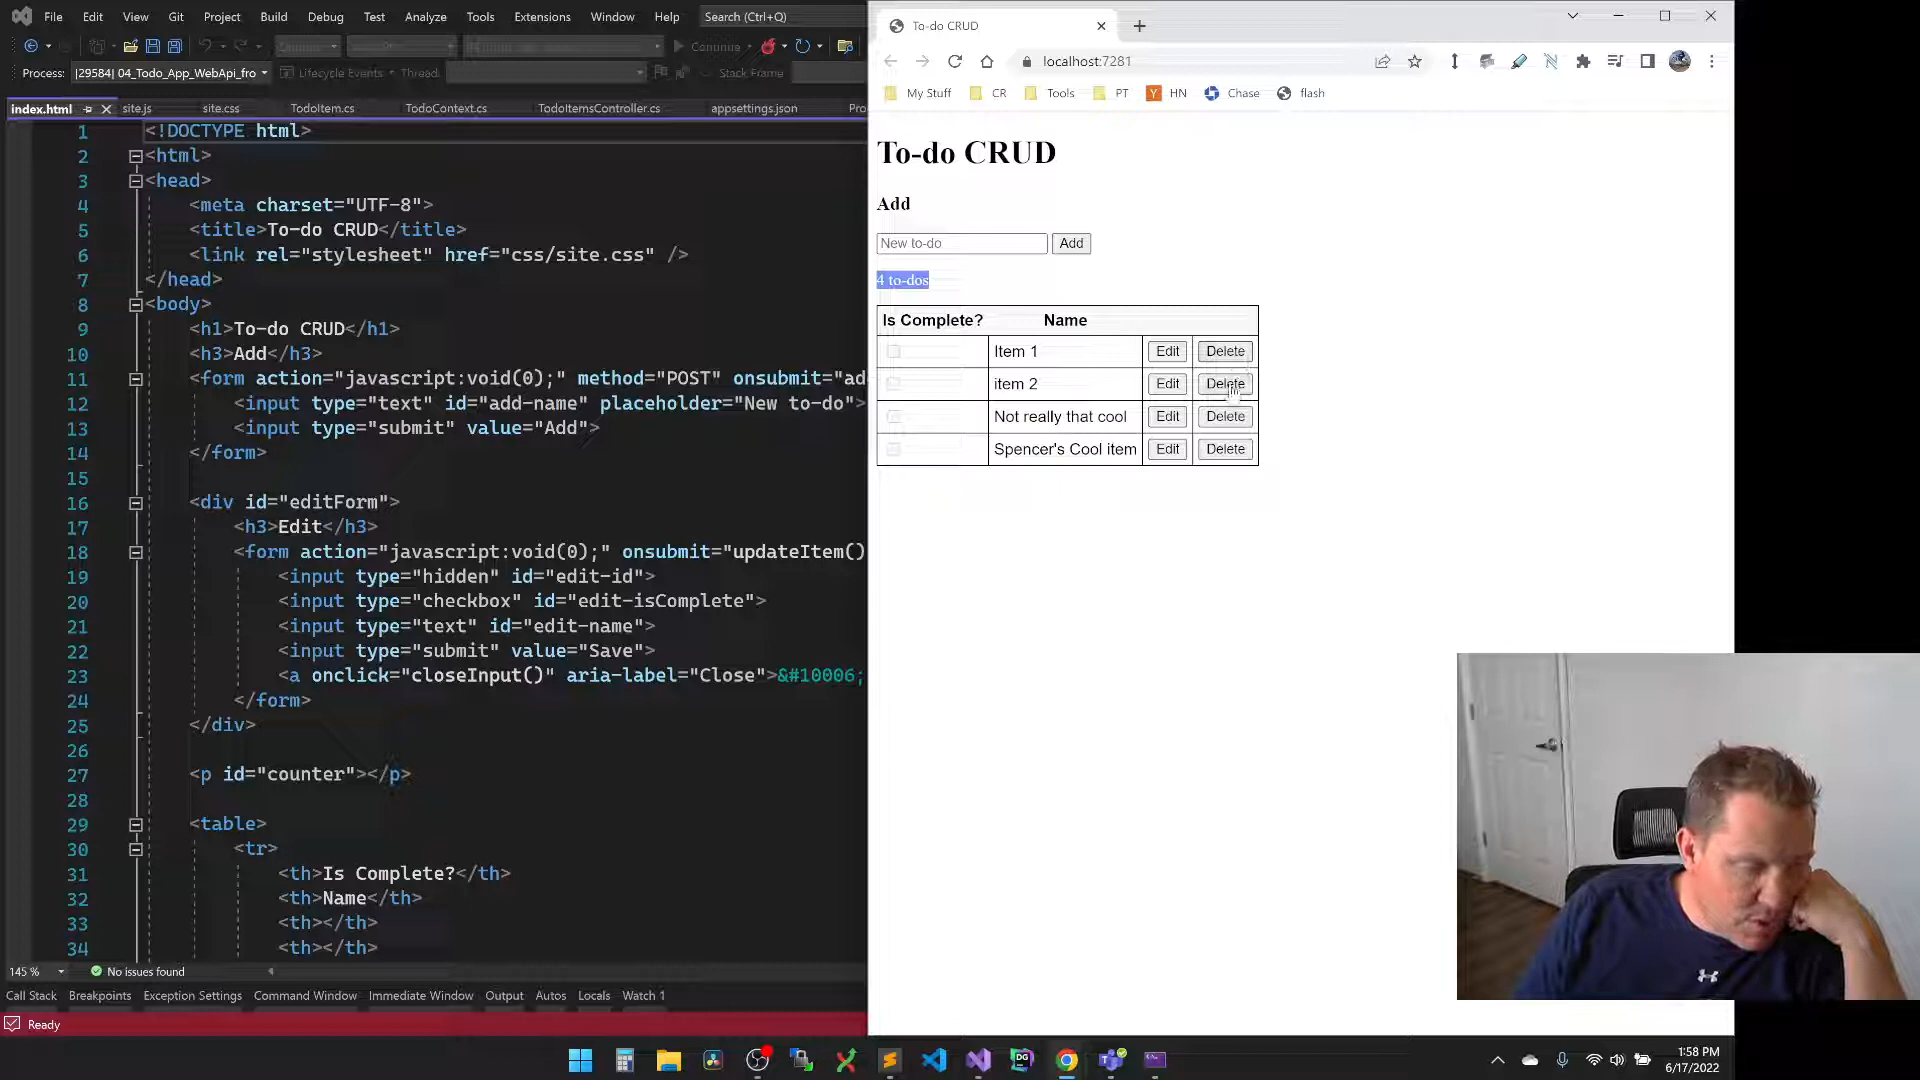 File Edit View Git Project Build Debug Test Analyze Tools Extensions Window Help Search (Ctrl+Q)
Continue
Process: [29584] 04_Todo_App_WebApi_fro Lifecycle Events Thread: Stack Frame
index.html site.js site.css TodoItem.cs TodoContext.cs TodoItemsController.cs appsettings.json Pro
1 <!DOCTYPE html>
2 <html>
3 <head>
4 <meta charset="UTF-8">
5 <title>To-do CRUD</title>
6 <link rel="stylesheet" href="css/site.css" />
7 </head>
8 <body>
9 <h1>To-do CRUD</h1>
10 <h3>Add</h3>
11 <form action="javascript:void(0);" method="POST" onsubmit="ad
12 <input type="text" id="add-name" placeholder="New to-do">
13 <input type="submit" value="Add">
14 </form>
15
16 <div id="editForm">
17 <h3>Edit</h3>
18 <form action="javascript:void(0);" onsubmit="updateItem()
19 <input type="hidden" id="edit-id">
20 <input type="checkbox" id="edit-isComplete">
21 <input type="text" id="edit-name">
22 <input type="submit" value="Save">
23 <a onclick="closeInput()" aria-label="Close">&#10006;
24 </form>
25 </div>
26
27 <p id="counter"></p>
28
29 <table>
30 <tr>
31 <th>Is Complete?</th>
32 <th>Name</th>
33 <th></th>
34 <th></th>
145 % No issues found
Call Stack Breakpoints Exception Settings Command Window Immediate Window Output Autos Locals Watch 1
Ready
To-do CRUD
localhost:7281
My Stuff CR Tools PT Y HN Chase flash
To-do CRUD
Add
New to-do Add
4 to-dos
Is Complete? Name
Item 1 Edit Delete
item 2 Edit Delete
Not really that cool Edit Delete
Spencer's Cool item Edit Delete
DG
1:58 PM
6/17/2022